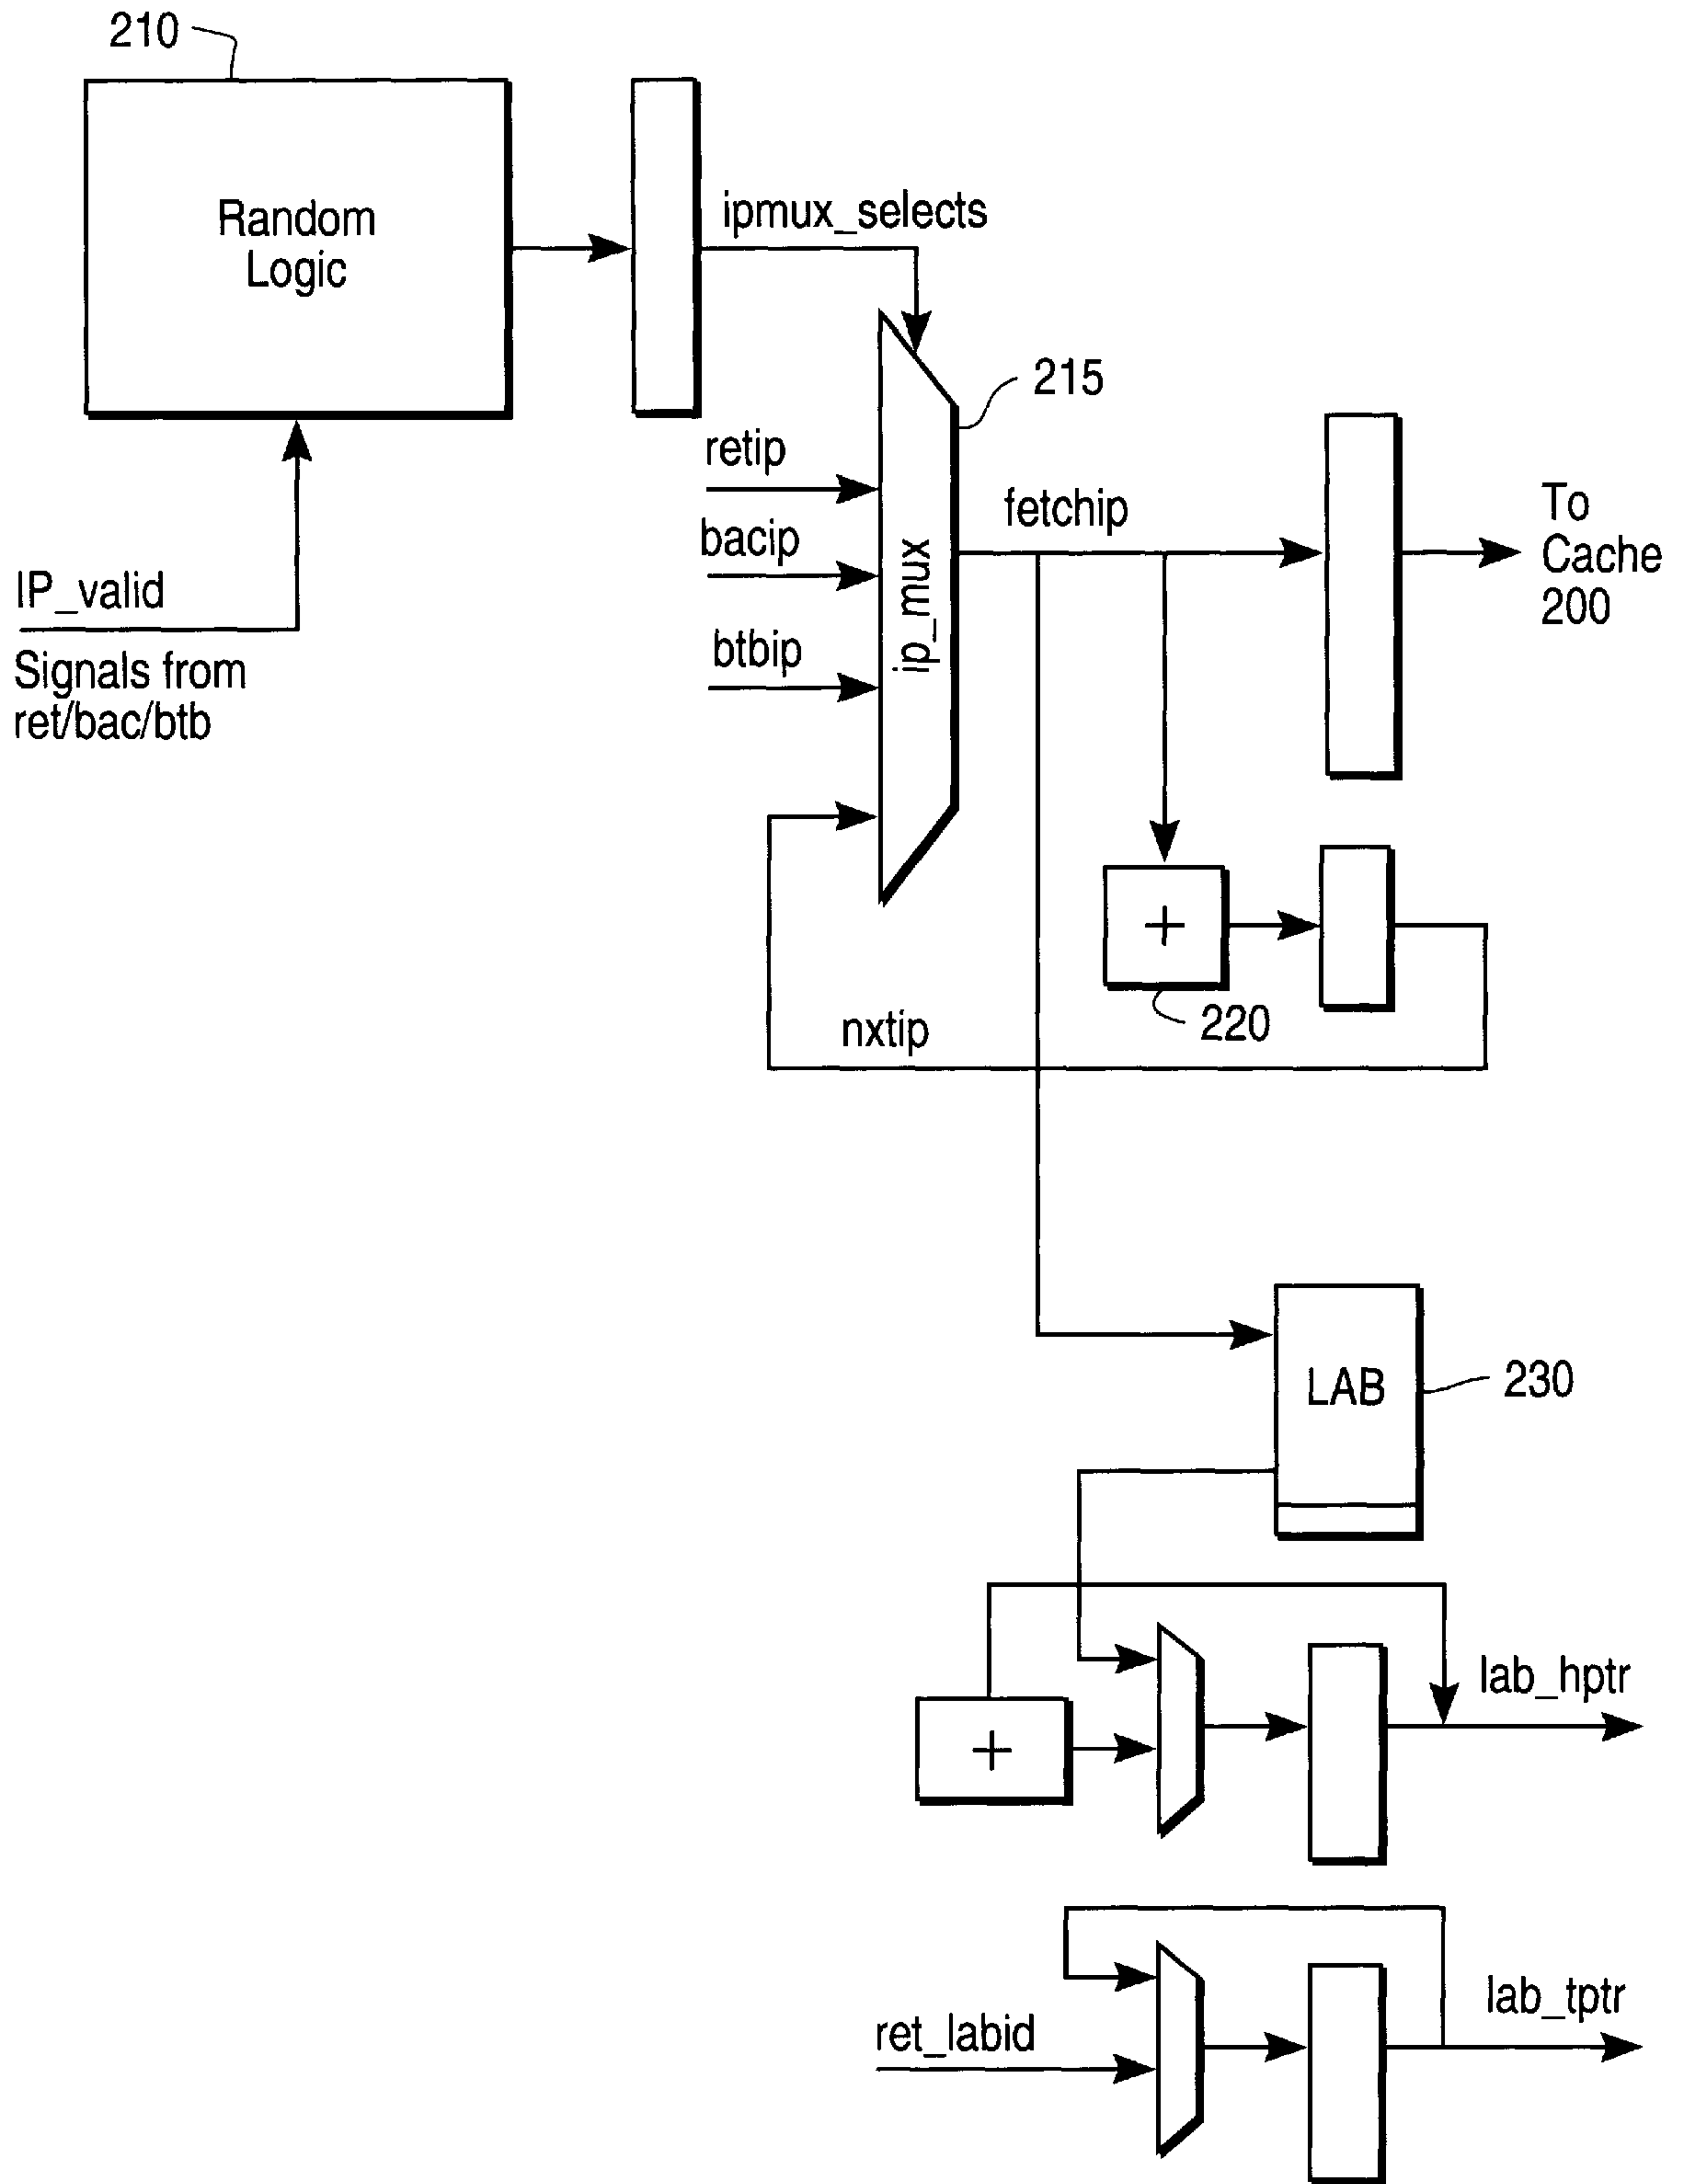 210
Random
Logic
ipmux_selects
215
retip
bacip
btbip
ip_mux
fetchip
To
Cache
200
IP_valid
Signals from
ret/bac/btb
+
220
nxtip
LAB
230
+
lab_hptr
ret_labid
lab_tptr